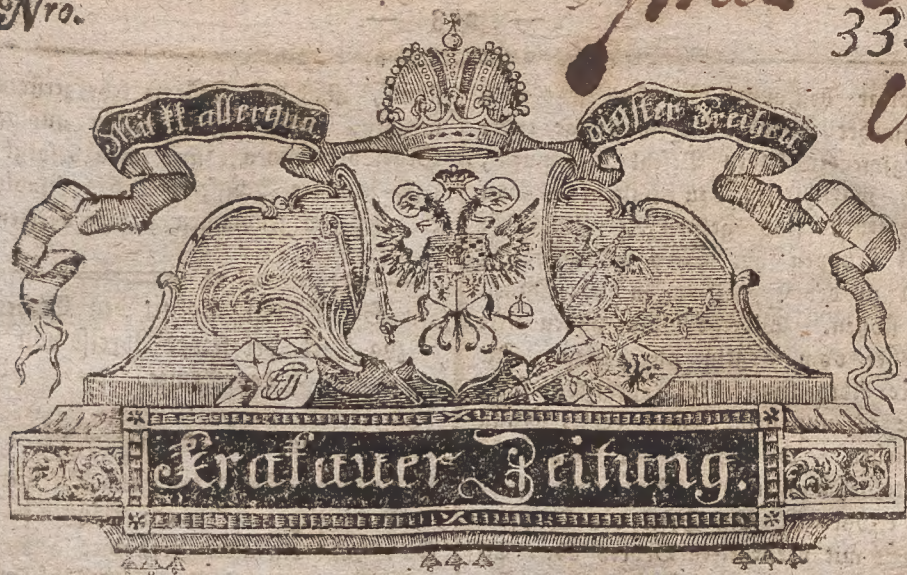 Nro. 33
Mit kk allergnä digster Freiheit.
Krakauer Zeitung.